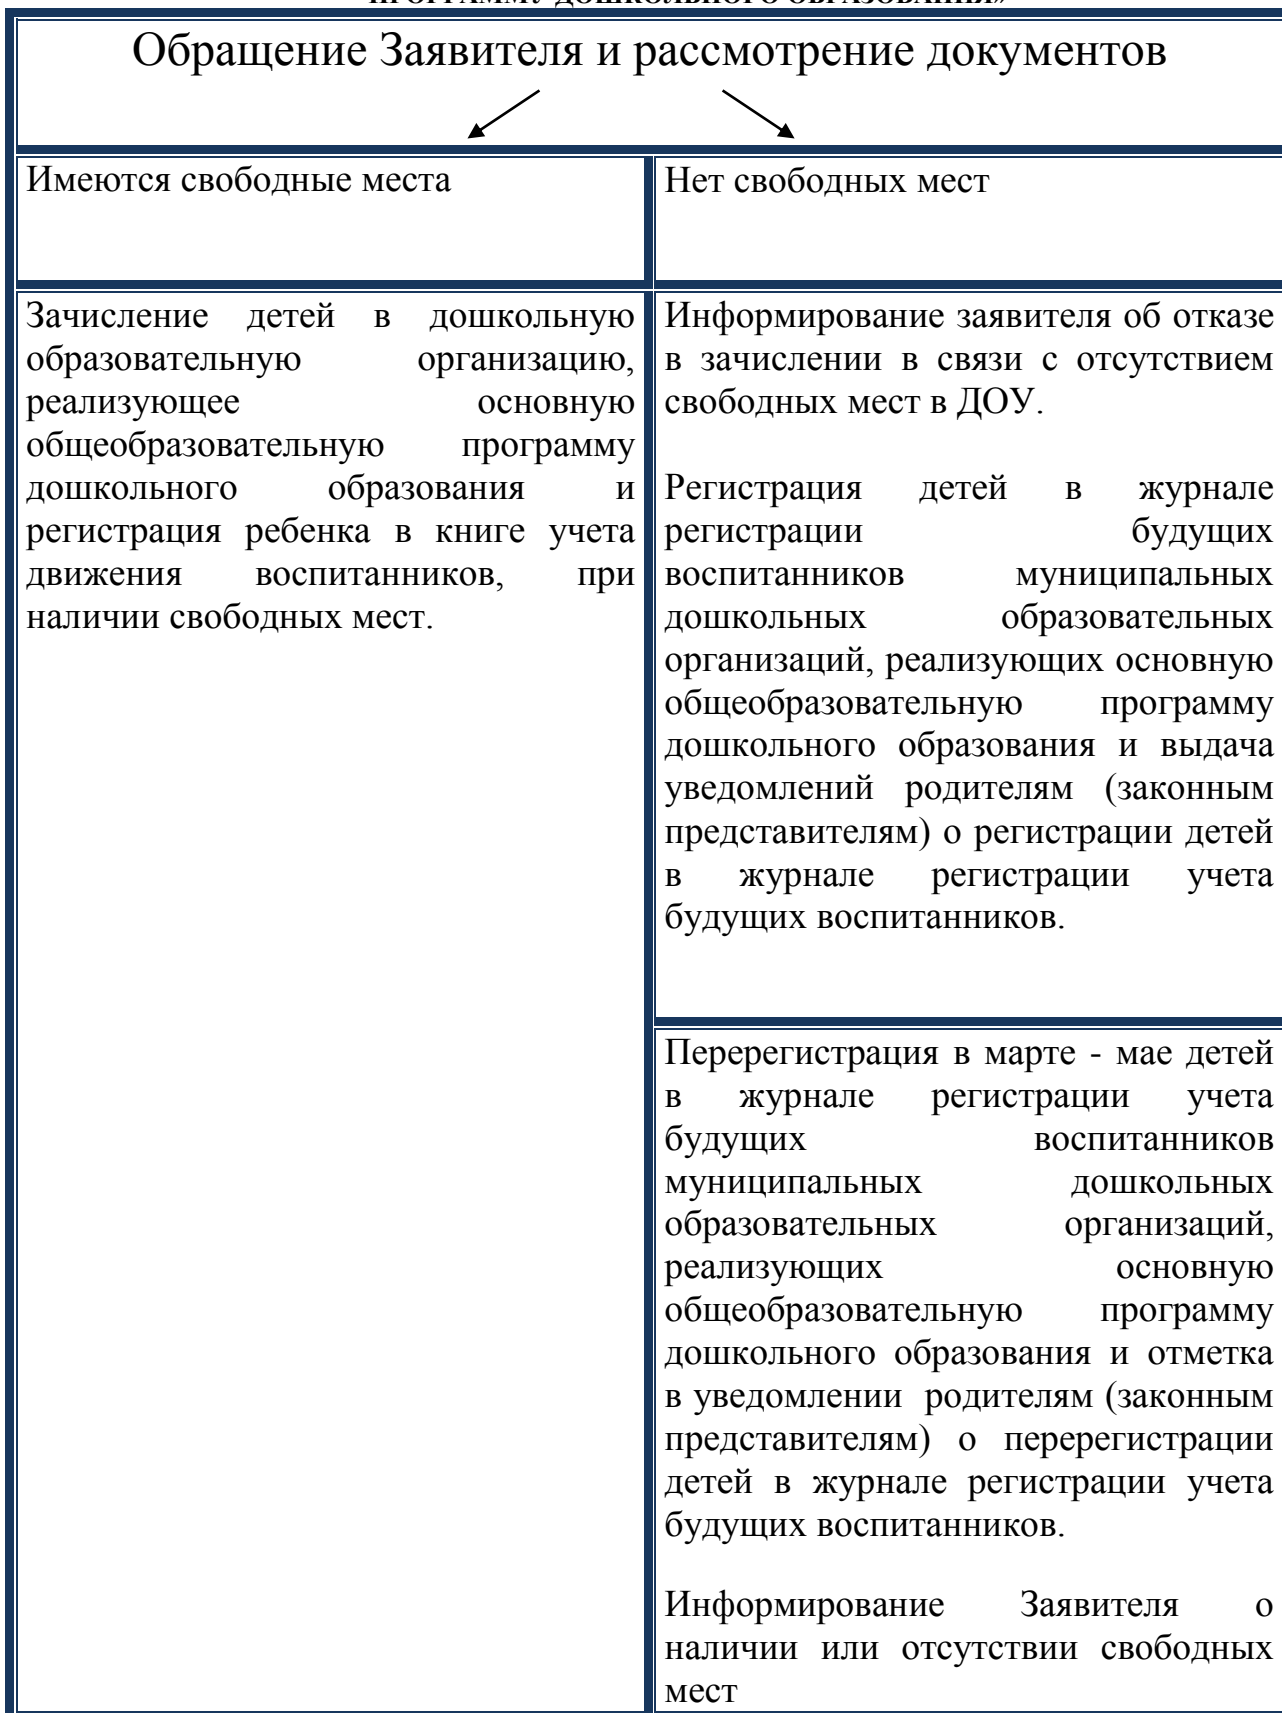 ПРОГРАММУ ДОШКОЛЬНОГО ОБРАЗОВАНИЯ»
Обращение Заявителя и рассмотрение документов
Имеются свободные места
Нет свободных мест
Зачисление детей в дошкольную
образовательную организацию,
реализующее основную
общеобразовательную программу
дошкольного образования и
регистрация ребенка в книге учета
движения воспитанников, при
наличии свободных мест.
Информирование заявителя об отказе
в зачислении в связи с отсутствием
свободных мест в ДОУ.
Регистрация детей в журнале
регистрации будущих
воспитанников муниципальных
дошкольных образовательных
организаций, реализующих основную
общеобразовательную программу
дошкольного образования и выдача
уведомлений родителям (законным
представителям) о регистрации детей
в журнале регистрации учета
будущих воспитанников.
Перерегистрация в марте - мае детей
в журнале регистрации учета
будущих воспитанников
муниципальных дошкольных
образовательных организаций,
реализующих основную
общеобразовательную программу
дошкольного образования и отметка
в уведомлении родителям (законным
представителям) о перерегистрации
детей в журнале регистрации учета
будущих воспитанников.
Информирование Заявителя о
наличии или отсутствии свободных
мест